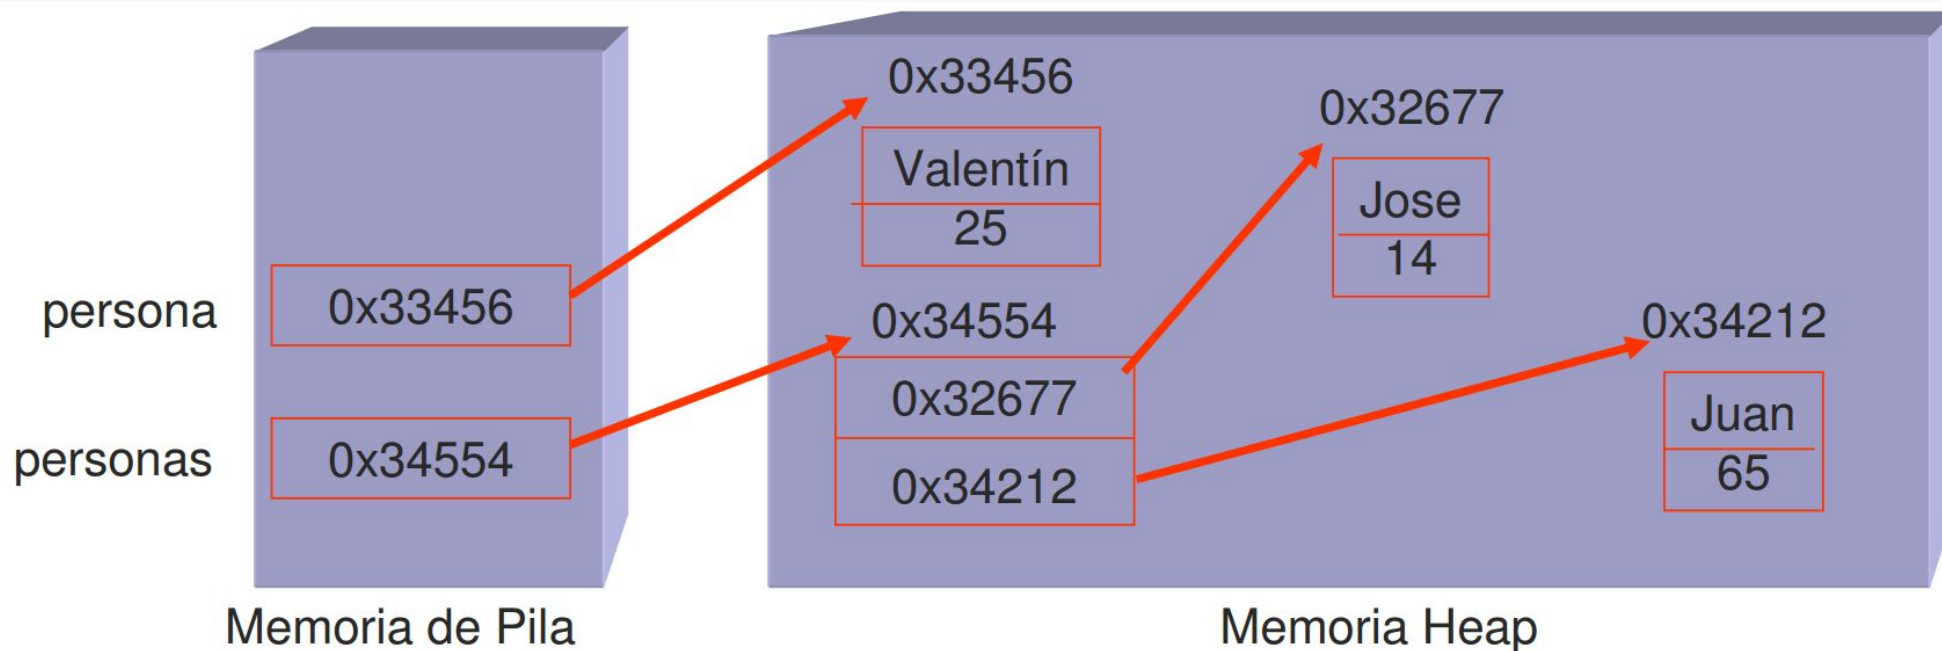 persona
personas
0x33456
0x34554
Memoria de Pila
0x33456
Valentín
25
0x32677
Jose
14
0x34554
0x32677
0x34212
0x34212
Juan
65
Memoria Heap